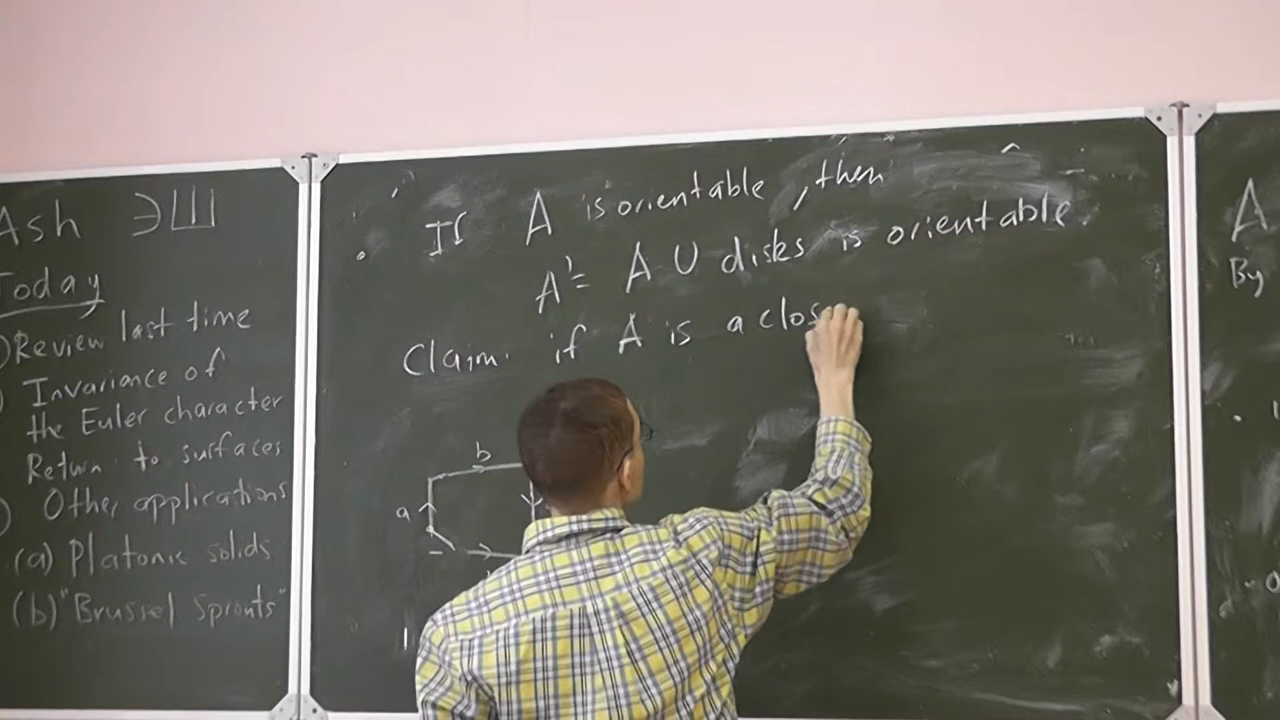 Ash ЭШ
Today
Review last time
Invariance of
the Euler character
Return to surfaces
Other applications
(a) Platonic solids
(b) "Brussel Sprouts"
If A is orientable, then
A' = A ∪ disks is orientable.
Claim. if A is a clos
b
a
A
By